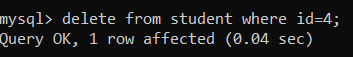 mysql> delete from student where id=4;
Query OK, 1 row affected (0.04 sec)